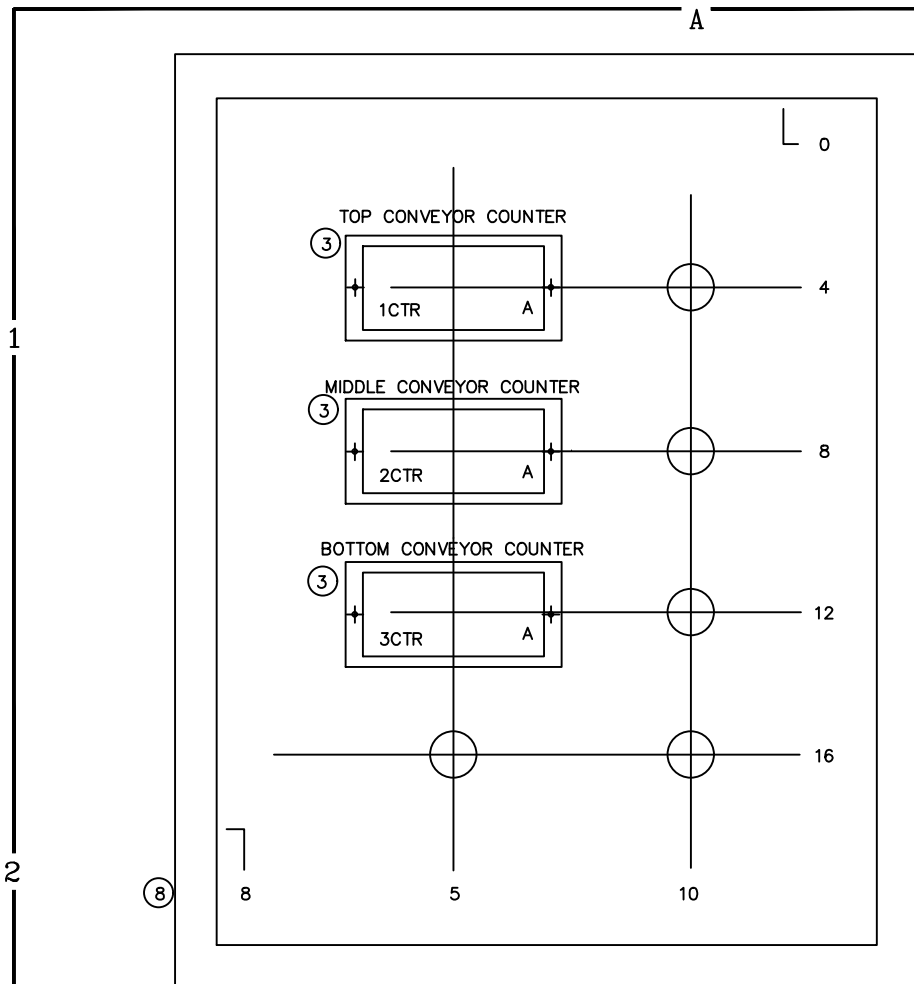 A
0
TOP CONVEYOR COUNTER
3
4
1CTR A
1
MIDDLE CONVEYOR COUNTER
3
8
2CTR A
BOTTOM CONVEYOR COUNTER
3
12
3CTR A
16
2
8 8 5 10